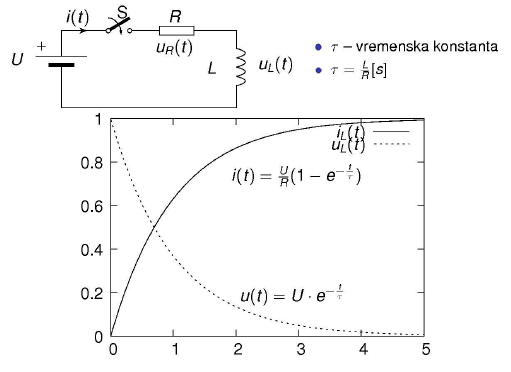 i(t) S R
+ U
u_R(t)
L u_L(t)
• τ – vremenska konstanta
• τ = L/R [s]
i_L(t)
u_L(t)
i(t) = U/R (1 − e^{−t/τ})
u(t) = U · e^{−t/τ}
1
0.8
0.6
0.4
0.2
0
0 1 2 3 4 5